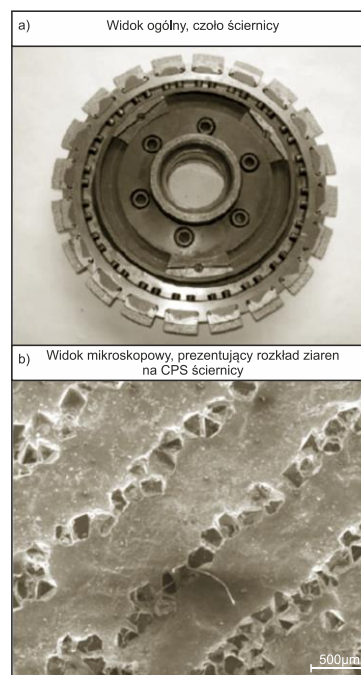 a) Widok ogólny, czoło ściernicy
b) Widok mikroskopowy, prezentujący rozkład ziaren
na CPS ściernicy
500µm